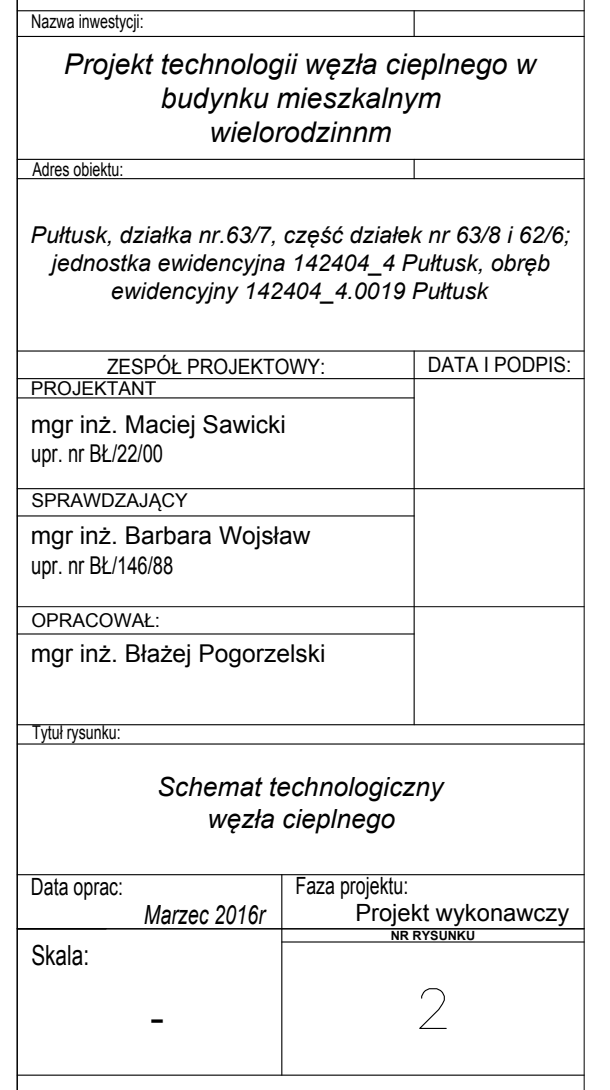 Nazwa inwestycji:
Projekt technologii węzła cieplnego w
budynku mieszkalnym
wielorodzinnm
Adres obiektu:
Pułtusk, działka nr.63/7, część działek nr 63/8 i 62/6;
jednostka ewidencyjna 142404_4 Pułtusk, obręb
ewidencyjny 142404_4.0019 Pułtusk
ZESPÓŁ PROJEKTOWY:
DATA I PODPIS:
PROJEKTANT
mgr inż. Maciej Sawicki
upr. nr BŁ/22/00
SPRAWDZAJĄCY
mgr inż. Barbara Wojsław
upr. nr BŁ/146/88
OPRACOWAŁ:
mgr inż. Błażej Pogorzelski
Tytuł rysunku:
Schemat technologiczny
węzła cieplnego
Data oprac:
Marzec 2016r
Faza projektu:
Projekt wykonawczy
Skala:
-
NR RYSUNKU
2